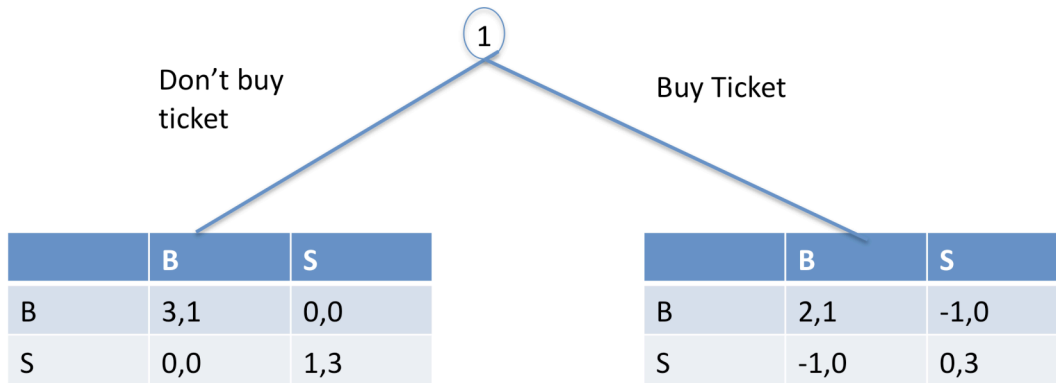 1
Don't buy
ticket
Buy Ticket
B S
B 3,1 0,0
S 0,0 1,3
B S
B 2,1 -1,0
S -1,0 0,3